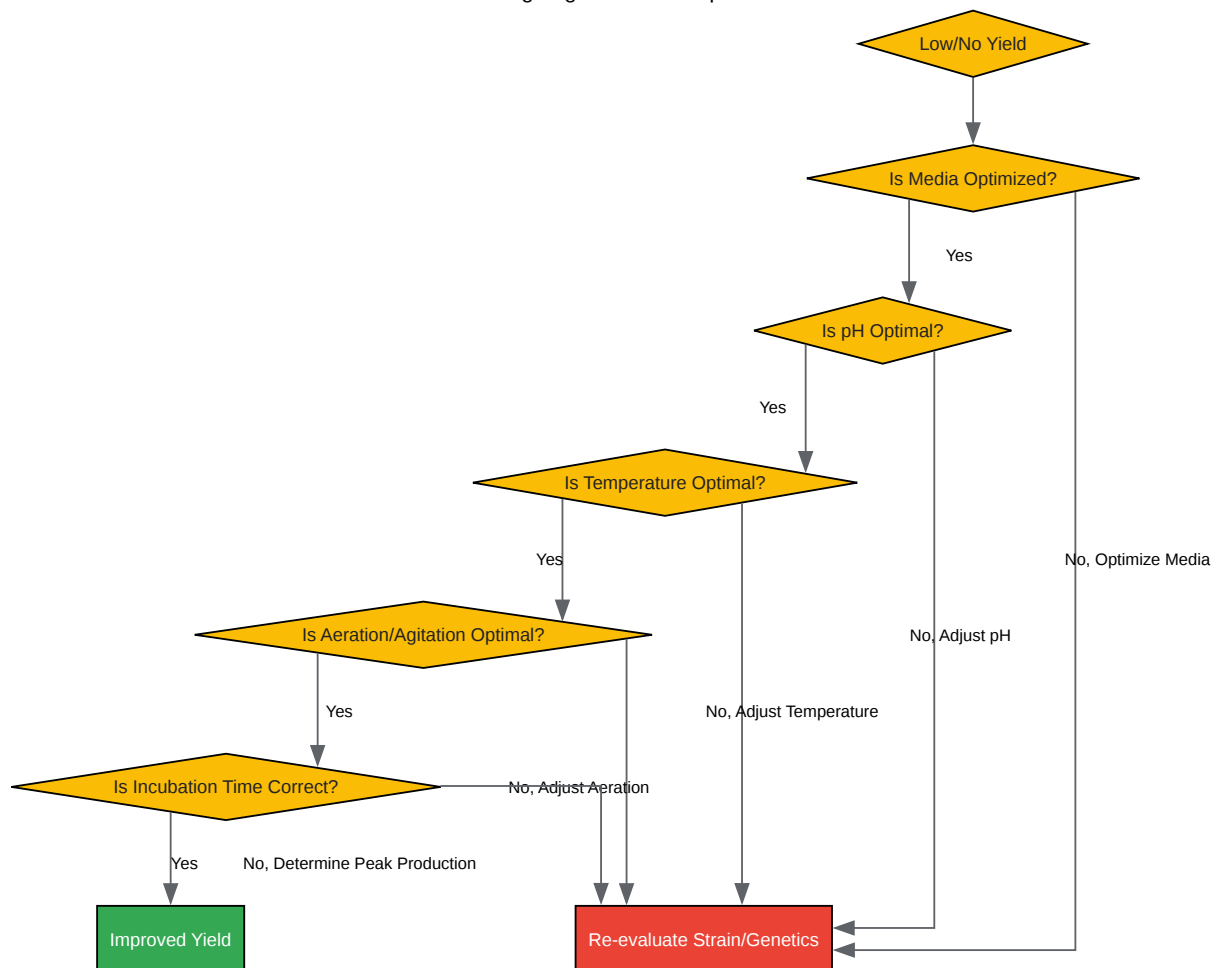 Low/No Yield
Is Media Optimized?
Yes
Is pH Optimal?
Yes
Is Temperature Optimal?
Yes
No, Optimize Media
Is Aeration/Agitation Optimal?
No, Adjust pH
Yes
No, Adjust Temperature
Is Incubation Time Correct?
No, Adjust Aeration
Yes
No, Determine Peak Production
Improved Yield
Re-evaluate Strain/Genetics